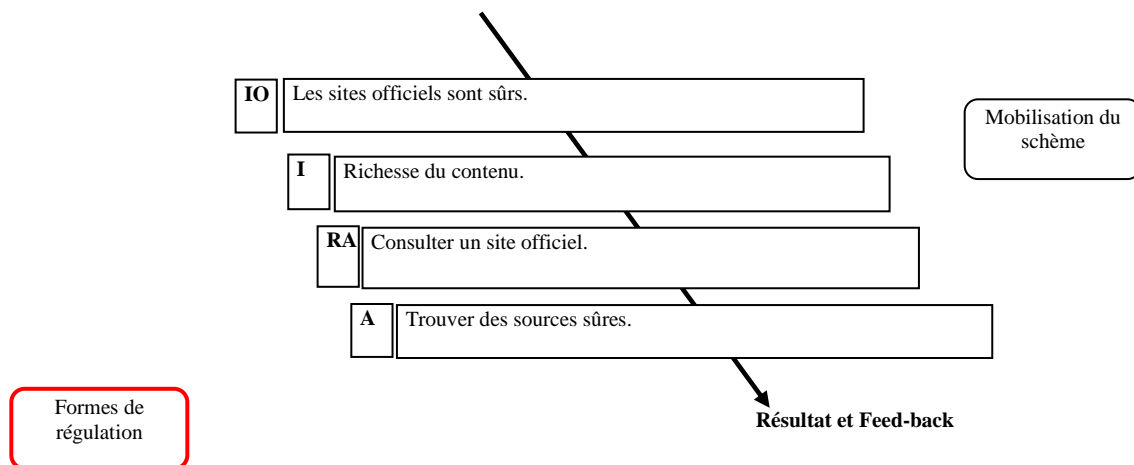 IO Les sites officiels sont sûrs.
Mobilisation du
schème
I Richesse du contenu.
RA Consulter un site officiel.
A Trouver des sources sûres.
Formes de
régulation
Résultat et Feed-back